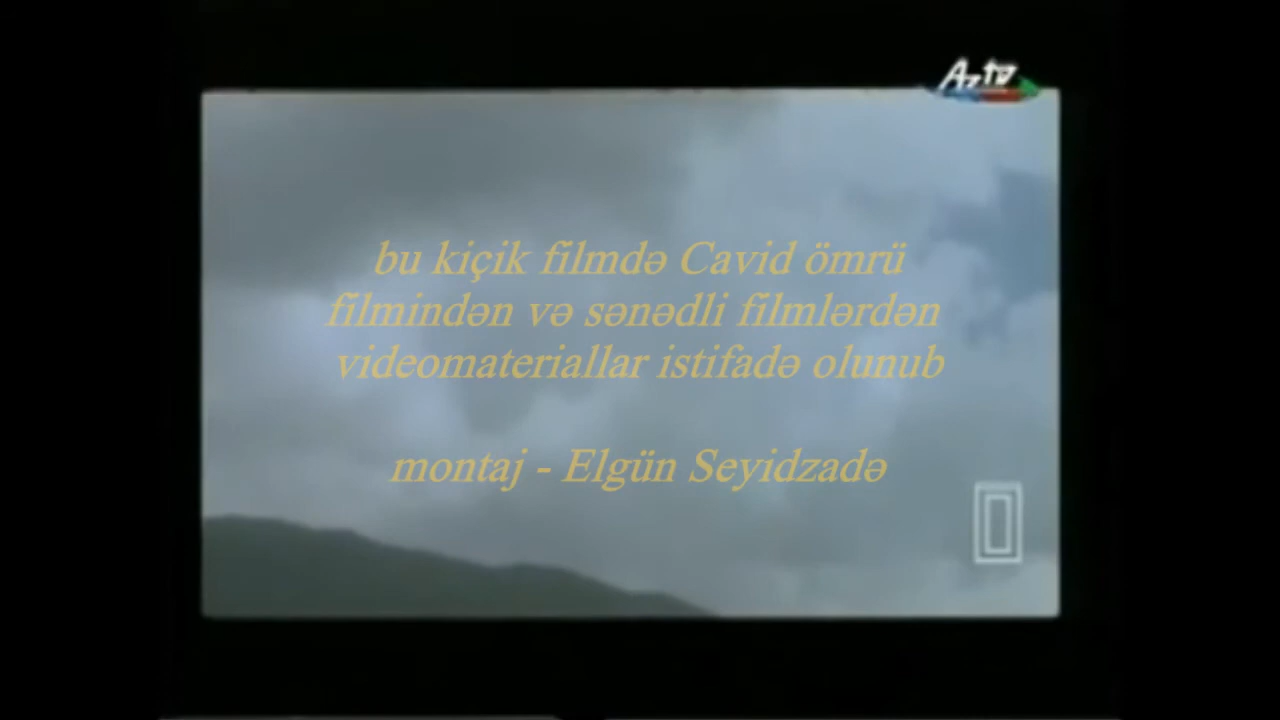 Aztv
bu kiçik filmdə Cavid ömrü
filmindən və sənədli filmlərdən
videomateriallar istifadə olunub
montaj - Elgün Seyidzadə